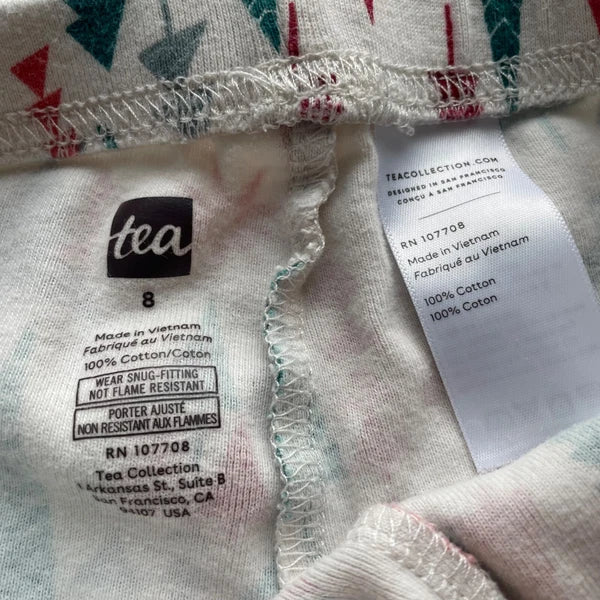 tea
8
Made in Vietnam
Fabriqué au Vietnam
100% Cotton/Coton
WEAR SNUG-FITTING
NOT FLAME RESISTANT
PORTER AJUSTÉ
NON RESISTANT AUX FLAMMES
RN 107708
Tea Collection
Arkansas St., Suite B
San Francisco, CA
94107 USA
TEACOLLECTION.COM
DESIGNED IN SAN FRANCISCO
CONÇU À SAN FRANCISCO
RN 107708
Made in Vietnam
Fabriqué au Vietnam
100% Cotton
100% Coton